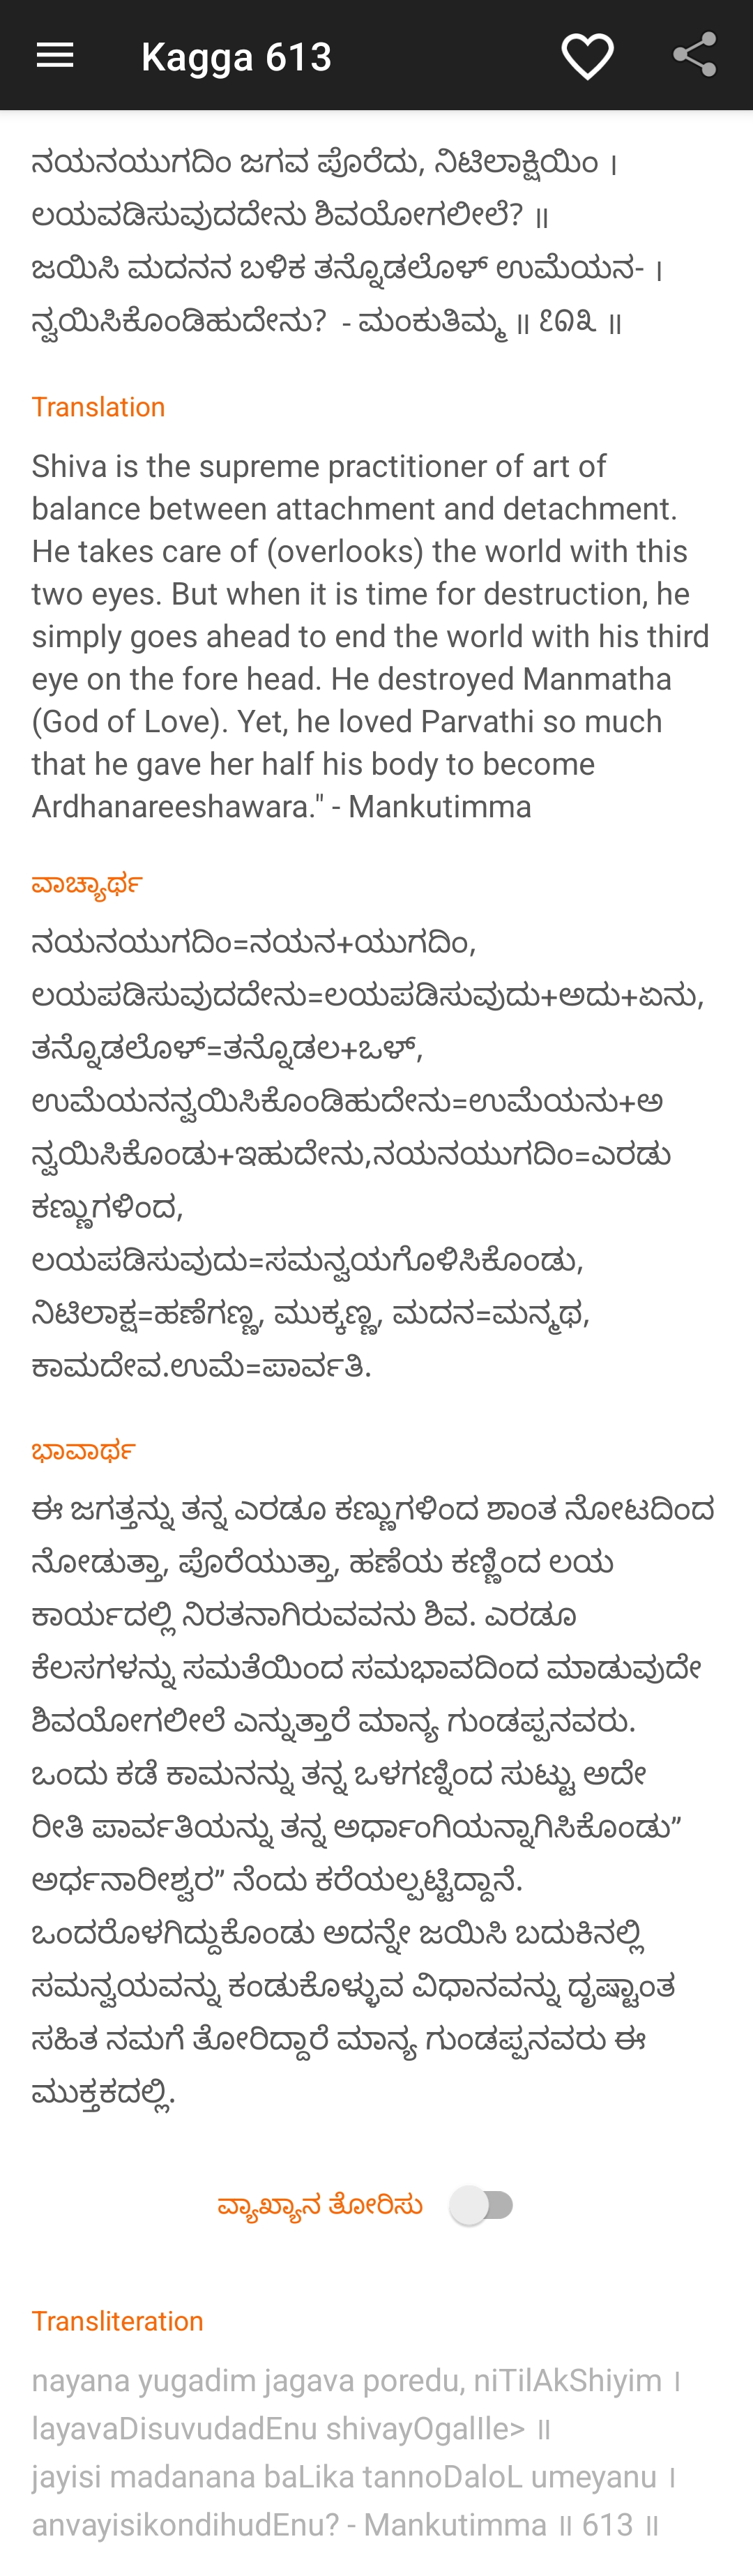 Kagga 613
ನಯನಯುಗದಿಂ ಜಗವ ಪೊರೆದು, ನಿಟಿಲಾಕ್ಷಿಯಿಂ ।
ಲಯವಡಿಸುವುದದೇನು ಶಿವಯೋಗಲೀಲೆ? ॥
ಜಯಿಸಿ ಮದನನ ಬಳಿಕ ತನ್ನೊಡಲೊಳ್ ಉಮೆಯನ- ।
ನ್ವಯಿಸಿಕೊಂಡಿಹುದೇನು? - ಮಂಕುತಿಮ್ಮ ॥ ೬೧೩ ॥
Translation
Shiva is the supreme practitioner of art of
balance between attachment and detachment.
He takes care of (overlooks) the world with this
two eyes. But when it is time for destruction, he
simply goes ahead to end the world with his third
eye on the fore head. He destroyed Manmatha
(God of Love). Yet, he loved Parvathi so much
that he gave her half his body to become
Ardhanareeshawara." - Mankutimma
ವಾಚ್ಯಾರ್ಥ
ನಯನಯುಗದಿಂ=ನಯನ+ಯುಗದಿಂ,
ಲಯಪಡಿಸುವುದದೇನು=ಲಯಪಡಿಸುವುದು+ಅದು+ಏನು,
ತನ್ನೊಡಲೊಳ್=ತನ್ನೊಡಲ+ಒಳ್,
ಉಮೆಯನನ್ವಯಿಸಿಕೊಂಡಿಹುದೇನು=ಉಮೆಯನು+ಅ
ನ್ವಯಿಸಿಕೊಂಡು+ಇಹುದೇನು,ನಯನಯುಗದಿಂ=ಎರಡು
ಕಣ್ಣುಗಳಿಂದ,
ಲಯಪಡಿಸುವುದು=ಸಮನ್ವಯಗೊಳಿಸಿಕೊಂಡು,
ನಿಟಿಲಾಕ್ಷ=ಹಣೆಗಣ್ಣ, ಮುಕ್ಕಣ್ಣ, ಮದನ=ಮನ್ಮಥ,
ಕಾಮದೇವ.ಉಮೆ=ಪಾರ್ವತಿ.
ಭಾವಾರ್ಥ
ಈ ಜಗತ್ತನ್ನು ತನ್ನ ಎರಡೂ ಕಣ್ಣುಗಳಿಂದ ಶಾಂತ ನೋಟದಿಂದ
ನೋಡುತ್ತಾ, ಪೊರೆಯುತ್ತಾ, ಹಣೆಯ ಕಣ್ಣಿಂದ ಲಯ
ಕಾರ್ಯದಲ್ಲಿ ನಿರತನಾಗಿರುವವನು ಶಿವ. ಎರಡೂ
ಕೆಲಸಗಳನ್ನು ಸಮತೆಯಿಂದ ಸಮಭಾವದಿಂದ ಮಾಡುವುದೇ
ಶಿವಯೋಗಲೀಲೆ ಎನ್ನುತ್ತಾರೆ ಮಾನ್ಯ ಗುಂಡಪ್ಪನವರು.
ಒಂದು ಕಡೆ ಕಾಮನನ್ನು ತನ್ನ ಒಳಗಣ್ಣಿಂದ ಸುಟ್ಟು ಅದೇ
ರೀತಿ ಪಾರ್ವತಿಯನ್ನು ತನ್ನ ಅರ್ಧಾಂಗಿಯನ್ನಾಗಿಸಿಕೊಂಡು”
ಅರ್ಧನಾರೀಶ್ವರ” ನೆಂದು ಕರೆಯಲ್ಪಟ್ಟಿದ್ದಾನೆ.
ಒಂದರೊಳಗಿದ್ದುಕೊಂಡು ಅದನ್ನೇ ಜಯಿಸಿ ಬದುಕಿನಲ್ಲಿ
ಸಮನ್ವಯವನ್ನು ಕಂಡುಕೊಳ್ಳುವ ವಿಧಾನವನ್ನು ದೃಷ್ಟಾಂತ
ಸಹಿತ ನಮಗೆ ತೋರಿದ್ದಾರೆ ಮಾನ್ಯ ಗುಂಡಪ್ಪನವರು ಈ
ಮುಕ್ತಕದಲ್ಲಿ.
ವ್ಯಾಖ್ಯಾನ ತೋರಿಸು
Transliteration
nayana yugadim jagava poredu, niTilAkShiyim ।
layavaDisuvudadEnu shivayOgalIle> ॥
jayisi madanana baLika tannoDaloL umeyanu ।
anvayisikondihudEnu? - Mankutimma ॥ 613 ॥